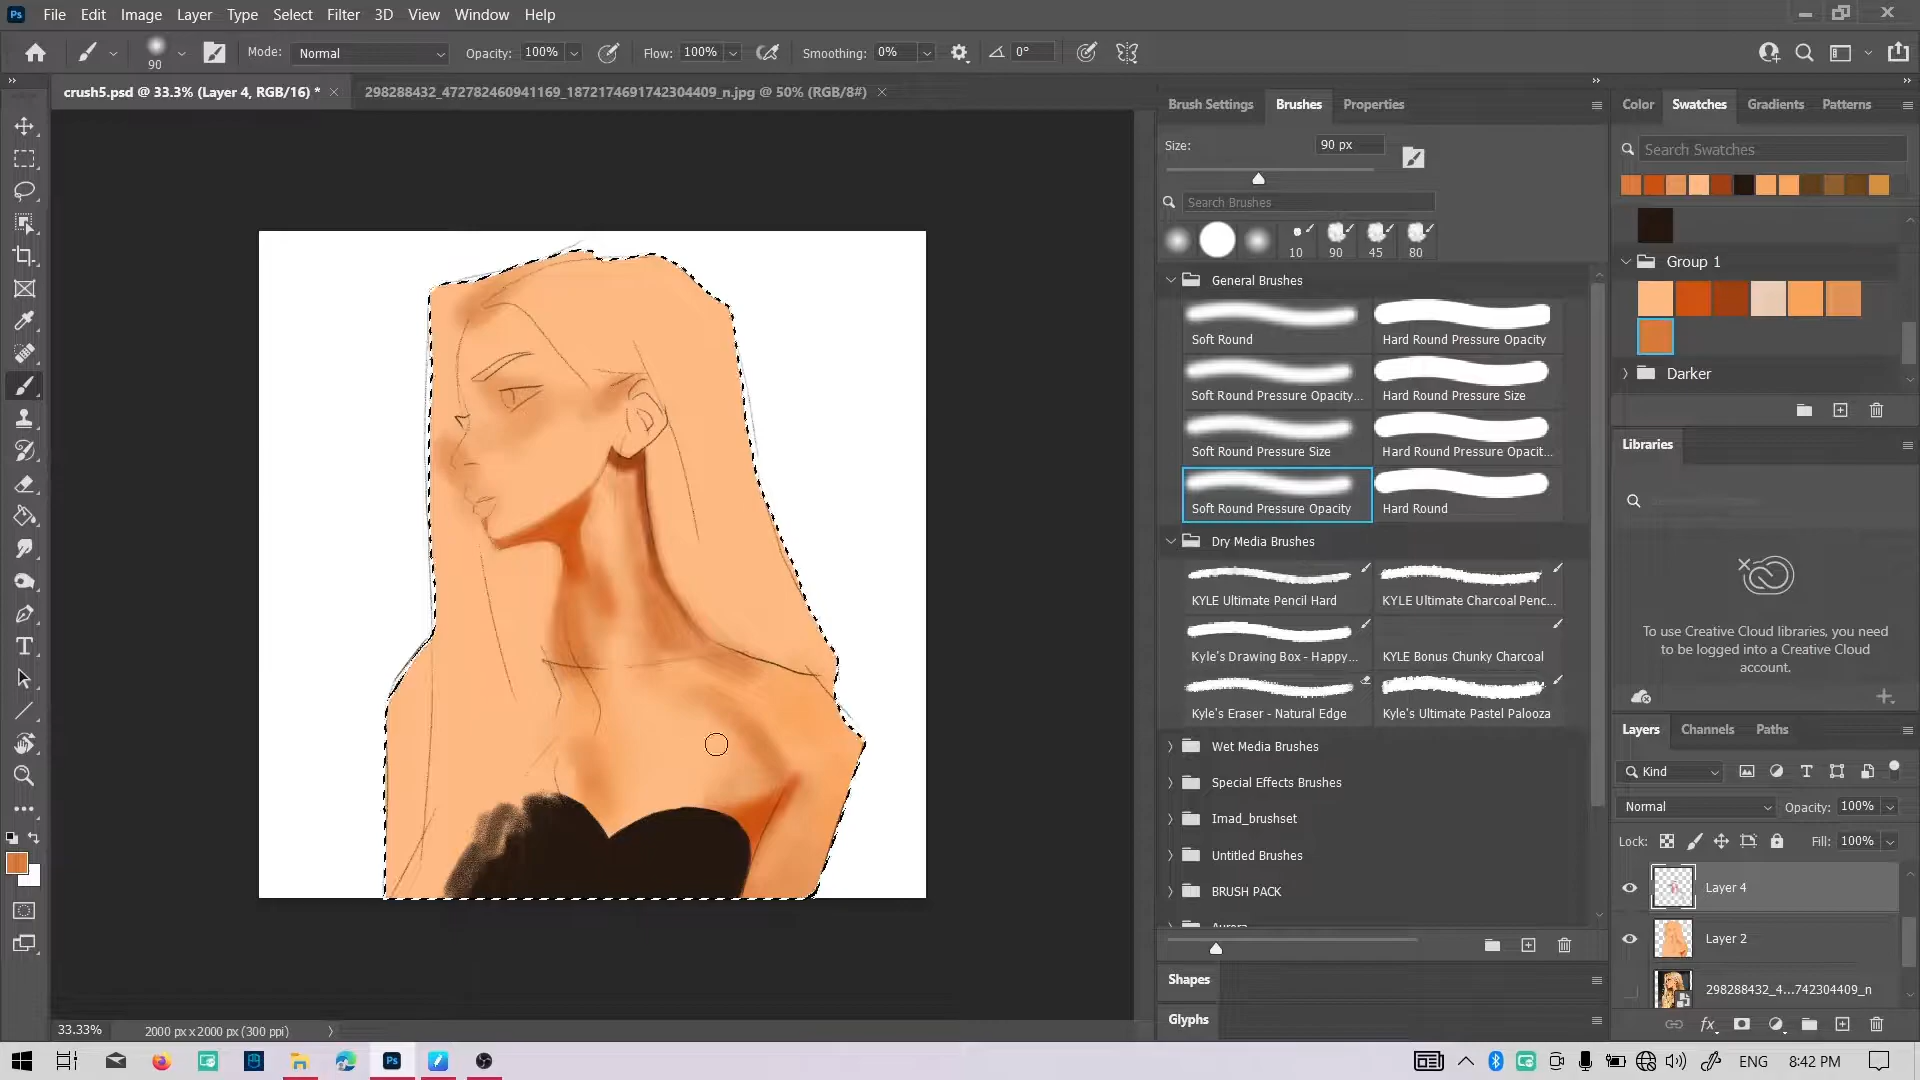 Ps File Edit Image Layer Type Select Filter 3D View Window Help
90 Mode: Normal Opacity: 100% Flow: 100% Smoothing: 0% 0°
crush5.psd @ 33.3% (Layer 4, RGB/16) * 298288432_472782460941169_1872174691742304409_n.jpg @ 50% (RGB/8#)
Brush Settings Brushes Properties
Size: 90 px
Search Brushes
10 90 45 80
General Brushes
Soft Round Hard Round Pressure Opacity
Soft Round Pressure Opacity... Hard Round Pressure Size
Soft Round Pressure Size Hard Round Pressure Opacit...
Soft Round Pressure Opacity Hard Round
Dry Media Brushes
KYLE Ultimate Pencil Hard KYLE Ultimate Charcoal Penc...
Kyle's Drawing Box - Happy... KYLE Bonus Chunky Charcoal
Kyle's Eraser - Natural Edge Kyle's Ultimate Pastel Palooza
Wet Media Brushes
Special Effects Brushes
Imad_brushset
Untitled Brushes
BRUSH PACK
Aurora
Shapes
Glyphs
Color Swatches Gradients Patterns
Search Swatches
Group 1
Darker
Libraries
To use Creative Cloud libraries, you need
to be logged into a Creative Cloud
account.
Layers Channels Paths
Kind
Normal Opacity: 100%
Lock: Fill: 100%
Layer 4
Layer 2
298288432_4...742304409_n
fx
33.33% 2000 px x 2000 px (300 ppi)
Ps ENG 8:42 PM